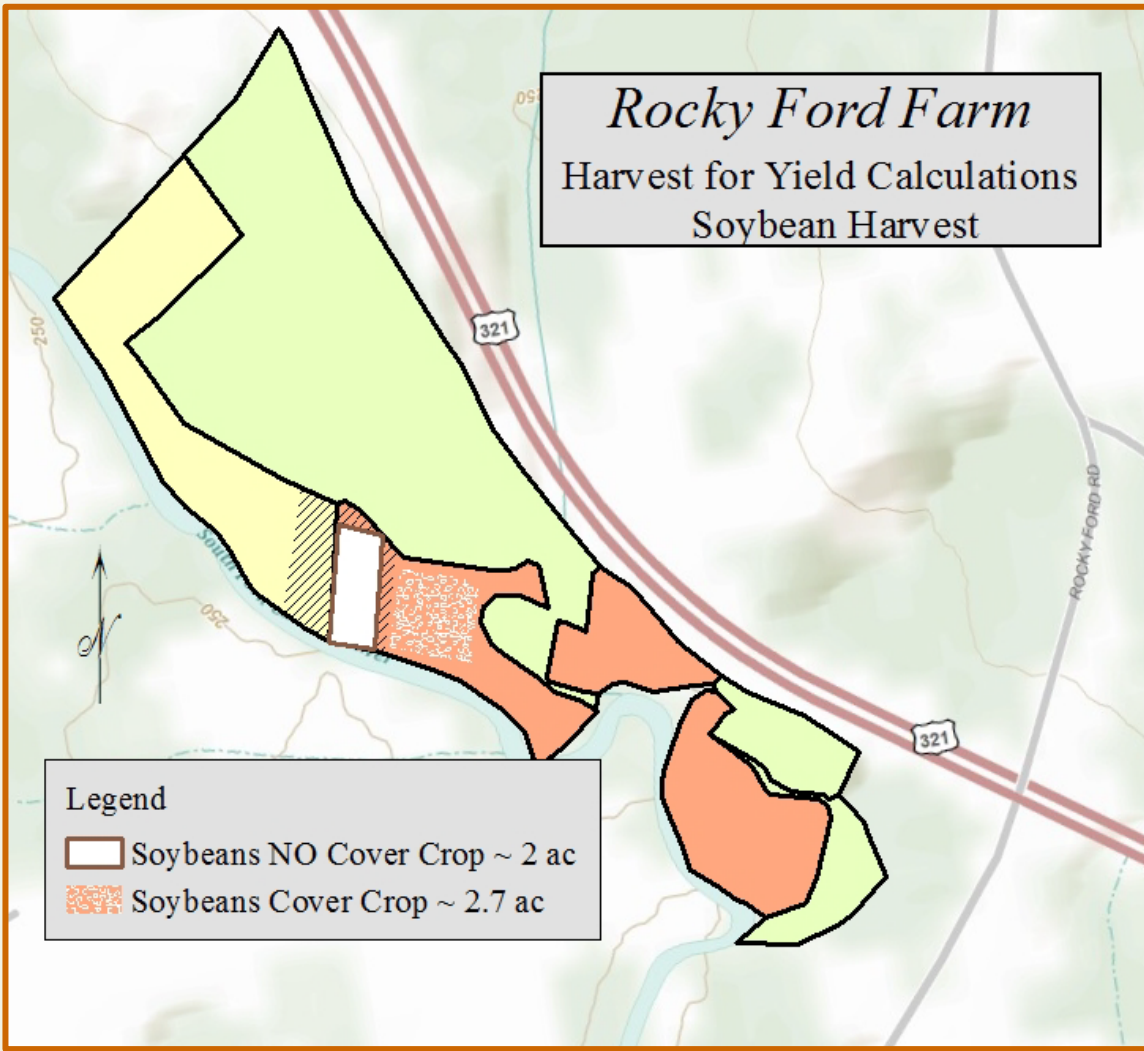 Rocky Ford Farm
Harvest for Yield Calculations
Soybean Harvest
250
250
321
ROCKY FORD RD
South
250
N
321
Legend
Soybeans NO Cover Crop ~ 2 ac
Soybeans Cover Crop ~ 2.7 ac